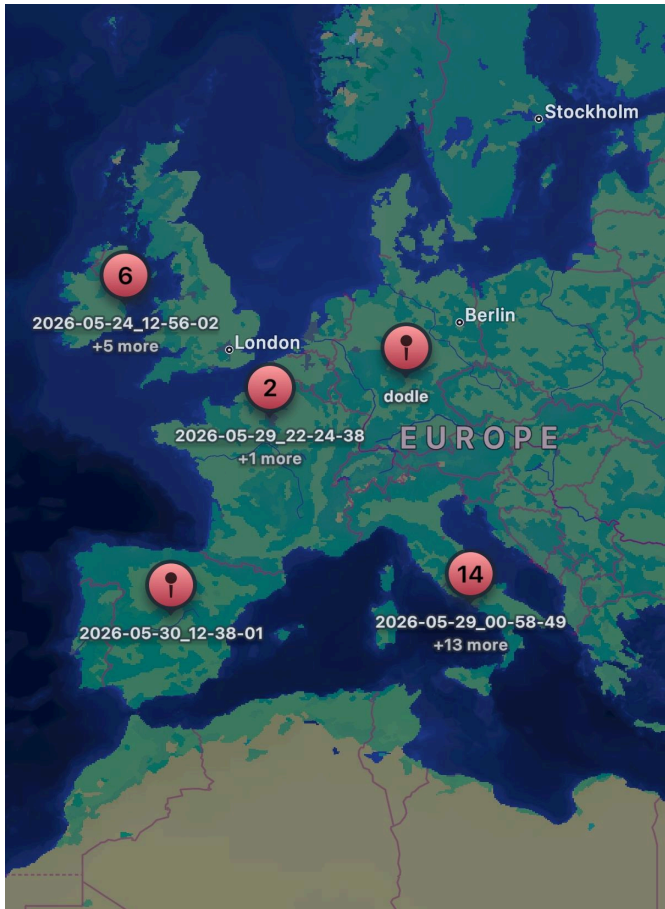 Stockholm
6
2026-05-24_12-56-02
+5 more
Berlin
London
dodle
2
2026-05-29_22-24-38
+1 more
EUROPE
14
2026-05-29_00-58-49
+13 more
2026-05-30_12-38-01